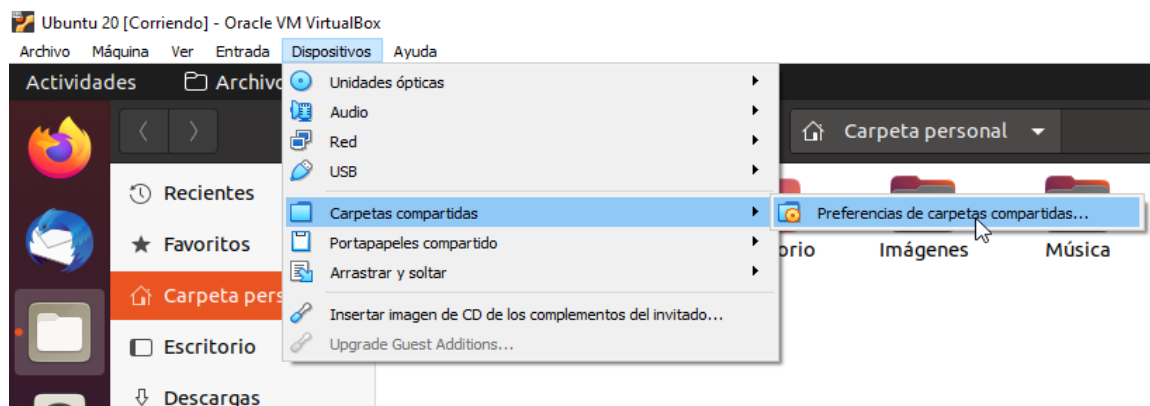 Ubuntu 20 [Corriendo] - Oracle VM VirtualBox
Archivo Máquina Ver Entrada Dispositivos Ayuda
Actividades Archivo
Unidades ópticas
Audio
Red
USB
Carpetas compartidas
Portapapeles compartido
Arrastrar y soltar
Insertar imagen de CD de los complementos del invitado...
Upgrade Guest Additions...
Preferencias de carpetas compartidas...
Carpeta personal
Recientes
Favoritos
Carpeta pers
Escritorio
Descargas
orio Imágenes Música